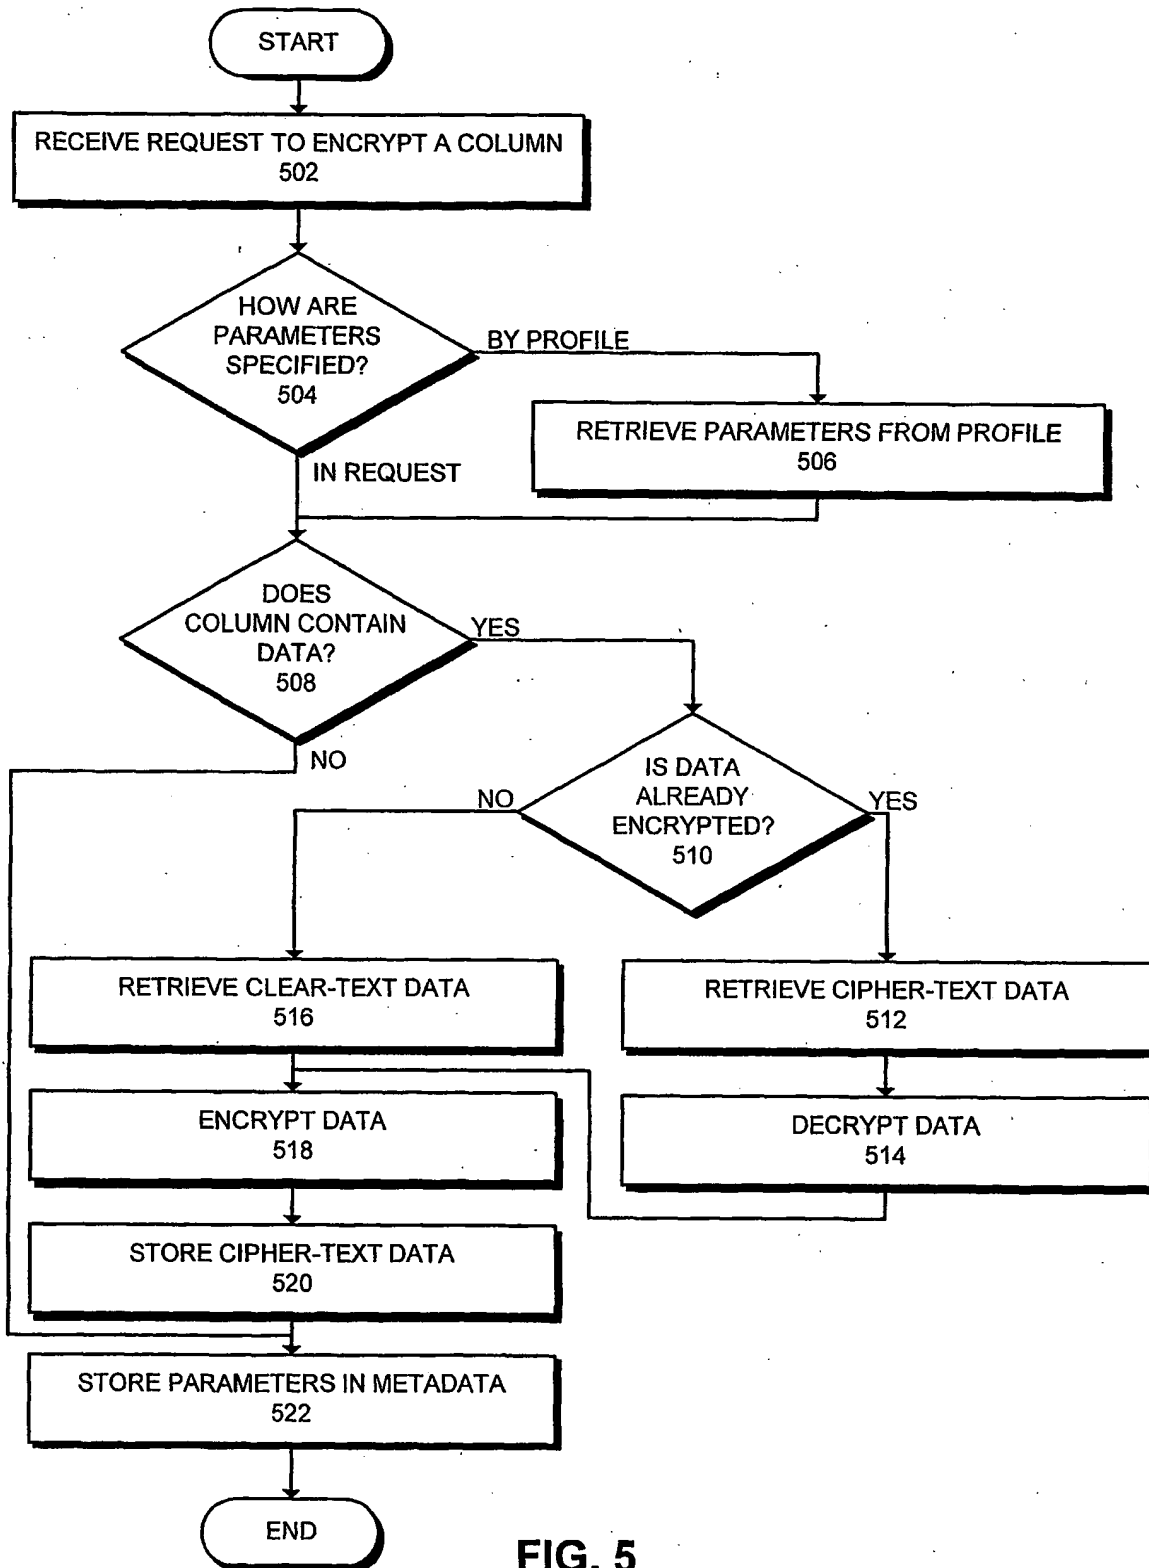 START
RECEIVE REQUEST TO ENCRYPT A COLUMN
502
HOW ARE
PARAMETERS
SPECIFIED?
504
BY PROFILE
RETRIEVE PARAMETERS FROM PROFILE
506
IN REQUEST
DOES
COLUMN CONTAIN
DATA?
508
YES
NO
IS DATA
ALREADY
ENCRYPTED?
510
NO
YES
RETRIEVE CLEAR-TEXT DATA
516
RETRIEVE CIPHER-TEXT DATA
512
ENCRYPT DATA
518
DECRYPT DATA
514
STORE CIPHER-TEXT DATA
520
STORE PARAMETERS IN METADATA
522
END
FIG. 5